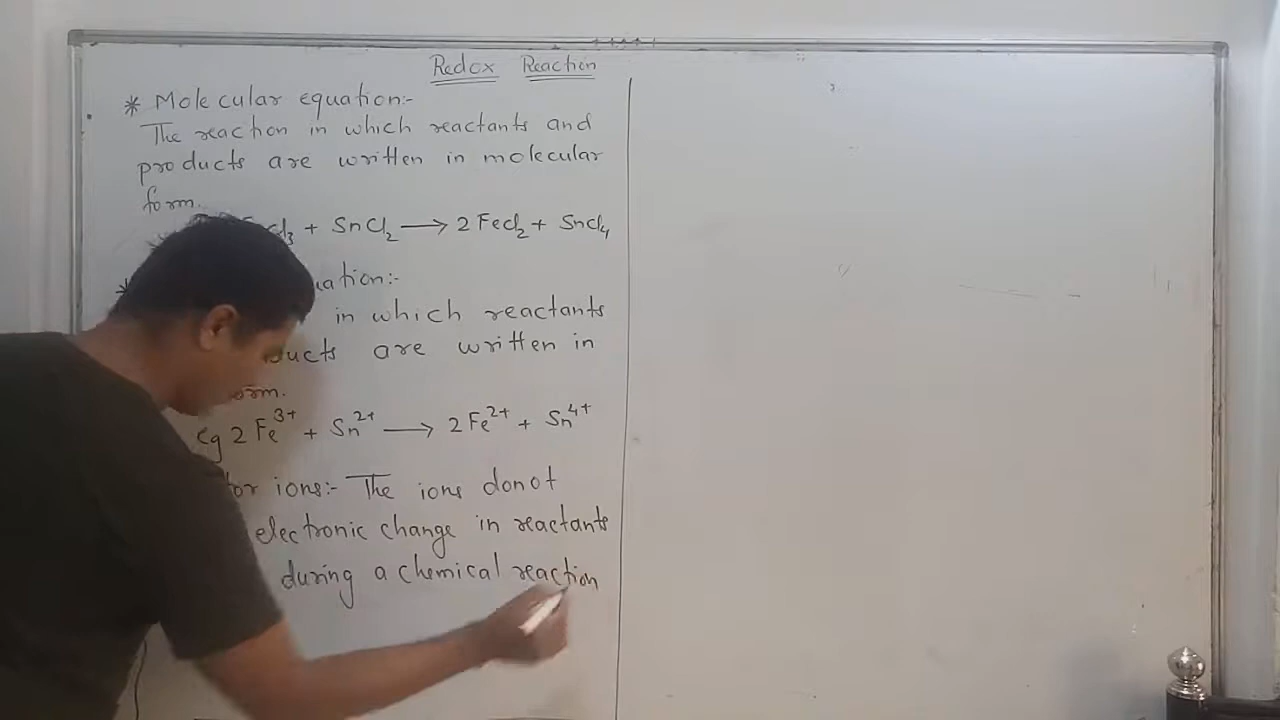 Redox Reaction
* Molecular equation:-
The reaction in which reactants and
products are written in molecular
form.
+ SnCl₂ ⟶ 2 FeCl₂ + SnCl₄
:-
in which reactants
are written in
eg 2 Fe³⁺ + Sn²⁺ ⟶ 2 Fe²⁺ + Sn⁴⁺
ions:- The ions donot
electronic change in reactants
during a chemical reaction